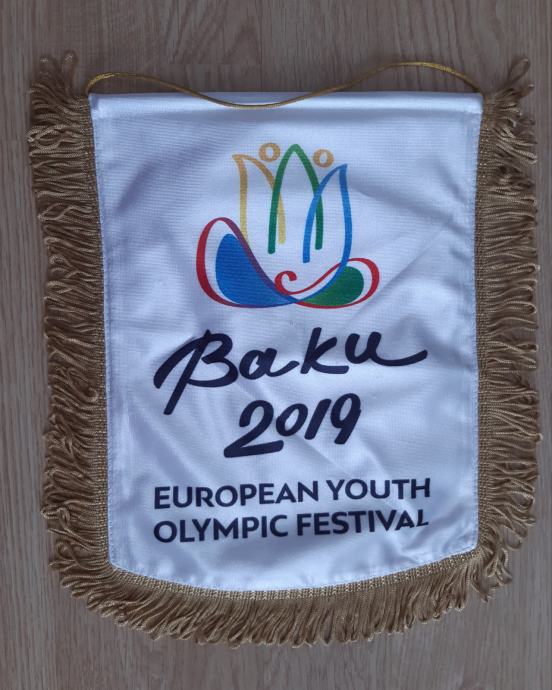 Baku
2019
EUROPEAN YOUTH
OLYMPIC FESTIVAL